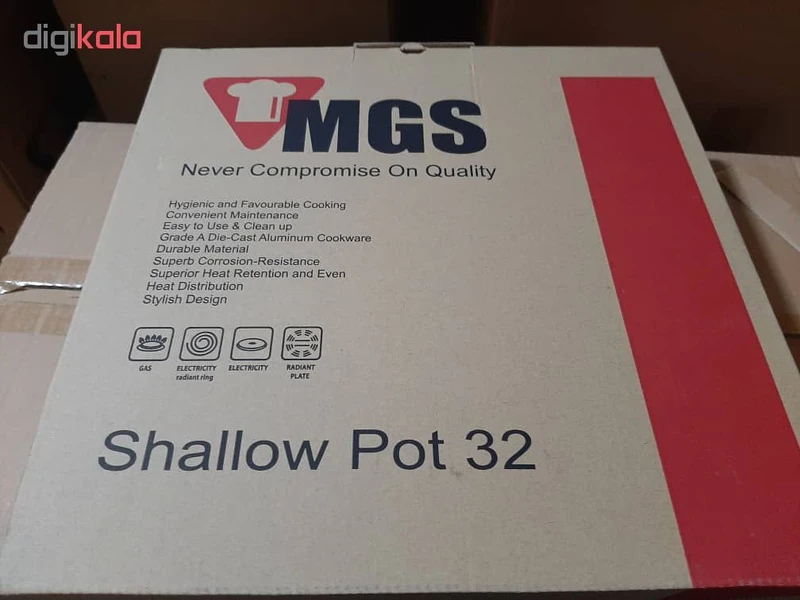 digikala
MGS
Never Compromise On Quality
Hygienic and Favourable Cooking
Convenient Maintenance
Easy to Use & Clean up
Grade A Die-Cast Aluminum Cookware
Durable Material
Superb Corrosion-Resistance
Superior Heat Retention and Even
Heat Distribution
Stylish Design
GAS
ELECTRICITY
radiant ring
ELECTRICITY
RADIANT
PLATE
Shallow Pot 32